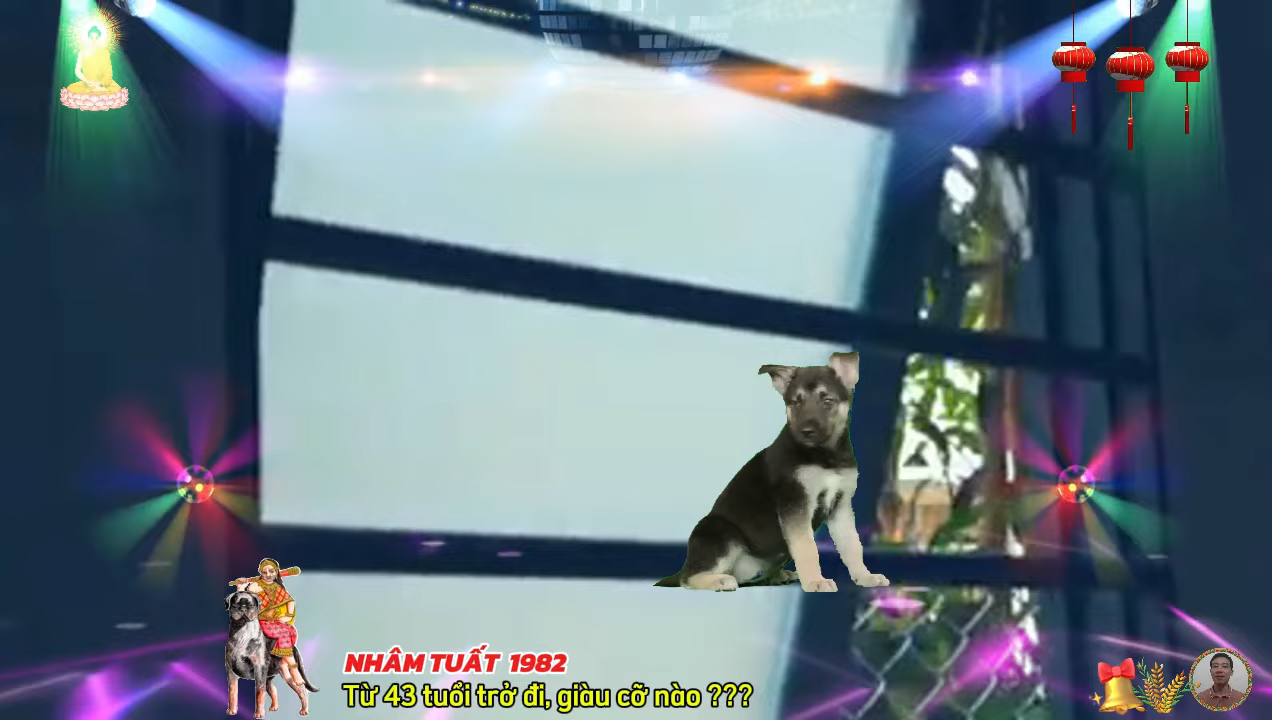 NHÂM TUẤT 1982
Từ 43 tuổi trở đi, giàu cỡ nào ???